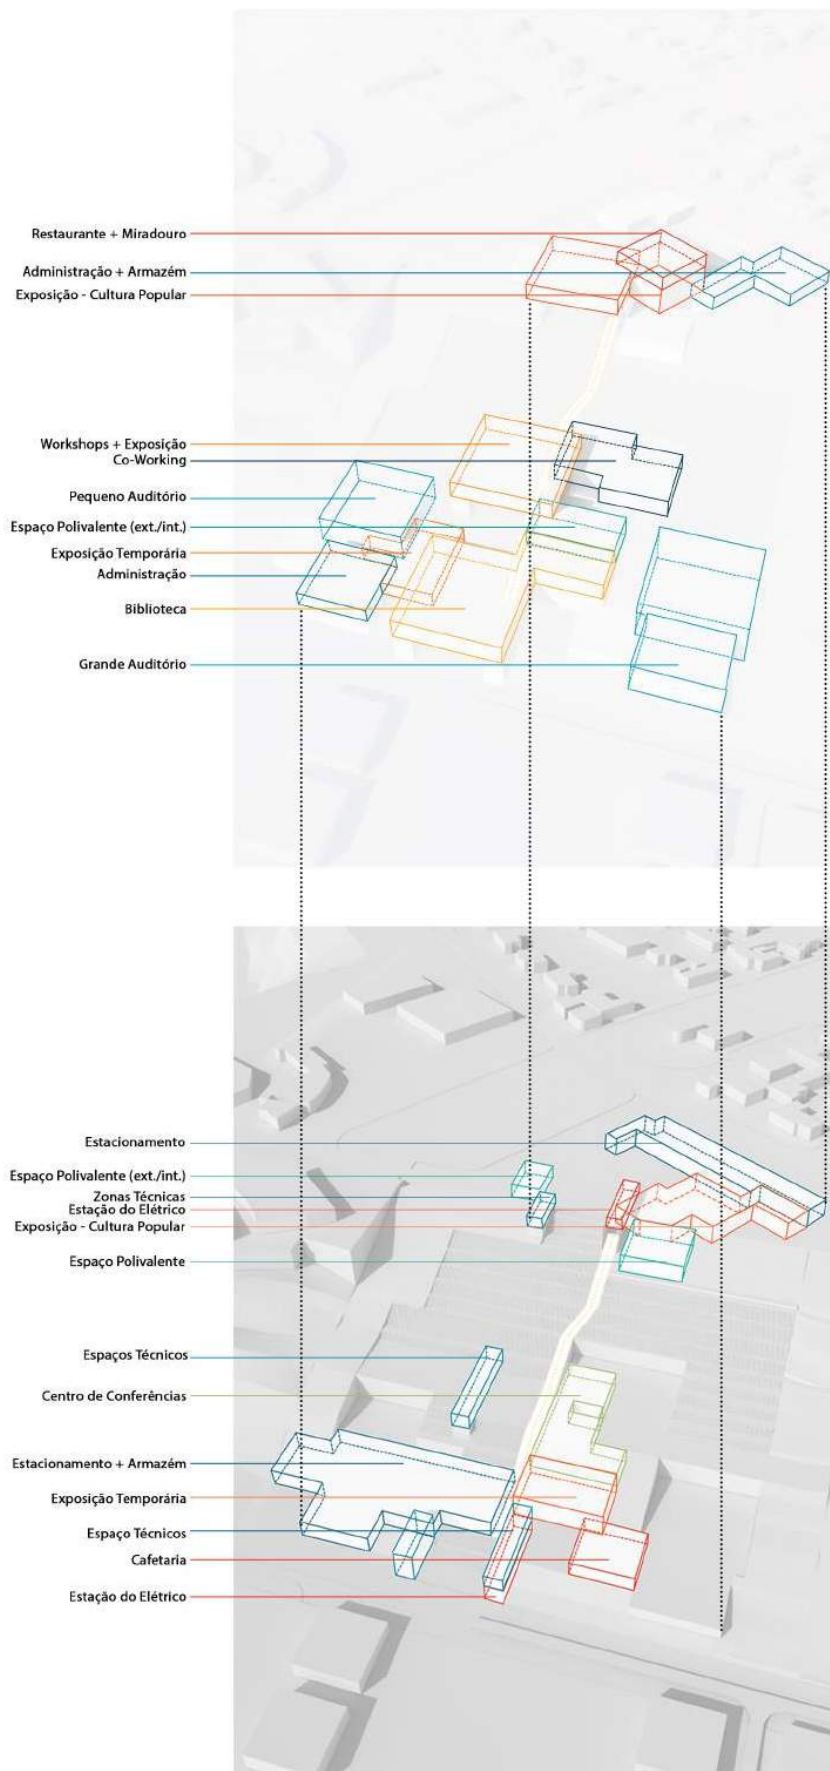 Restaurante + Miradouro
Administração + Armazém
Exposição - Cultura Popular
Workshops + Exposição
Co-Working
Pequeno Auditório
Espaço Polivalente (ext./int.)
Exposição Temporária
Administração
Biblioteca
Grande Auditório
Estacionamento
Espaço Polivalente (ext./int.)
Zonas Técnicas
Estação do Elétrico
Exposição - Cultura Popular
Espaço Polivalente
Espaços Técnicos
Centro de Conferências
Estacionamento + Armazém
Exposição Temporária
Espaço Técnicos
Cafetaria
Estação do Elétrico